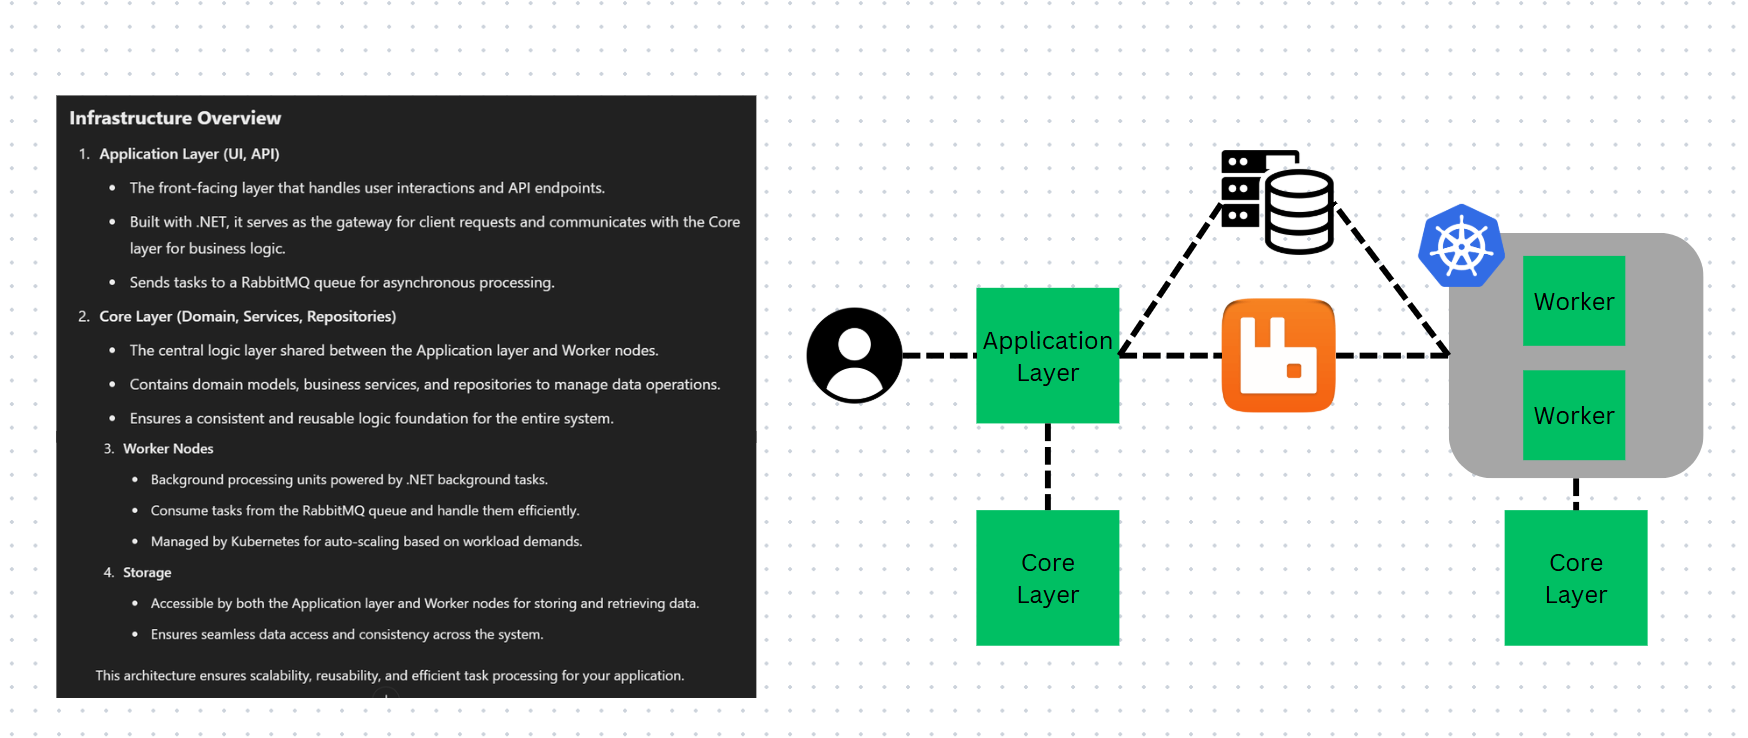 Infrastructure Overview
1. Application Layer (UI, API)
• The front-facing layer that handles user interactions and API endpoints.
• Built with .NET, it serves as the gateway for client requests and communicates with the Core
layer for business logic.
• Sends tasks to a RabbitMQ queue for asynchronous processing.
2. Core Layer (Domain, Services, Repositories)
• The central logic layer shared between the Application layer and Worker nodes.
• Contains domain models, business services, and repositories to manage data operations.
• Ensures a consistent and reusable logic foundation for the entire system.
3. Worker Nodes
• Background processing units powered by .NET background tasks.
• Consume tasks from the RabbitMQ queue and handle them efficiently.
• Managed by Kubernetes for auto-scaling based on workload demands.
4. Storage
• Accessible by both the Application layer and Worker nodes for storing and retrieving data.
• Ensures seamless data access and consistency across the system.
This architecture ensures scalability, reusability, and efficient task processing for your application.
Application
Layer
Core
Layer
Worker
Worker
Core
Layer